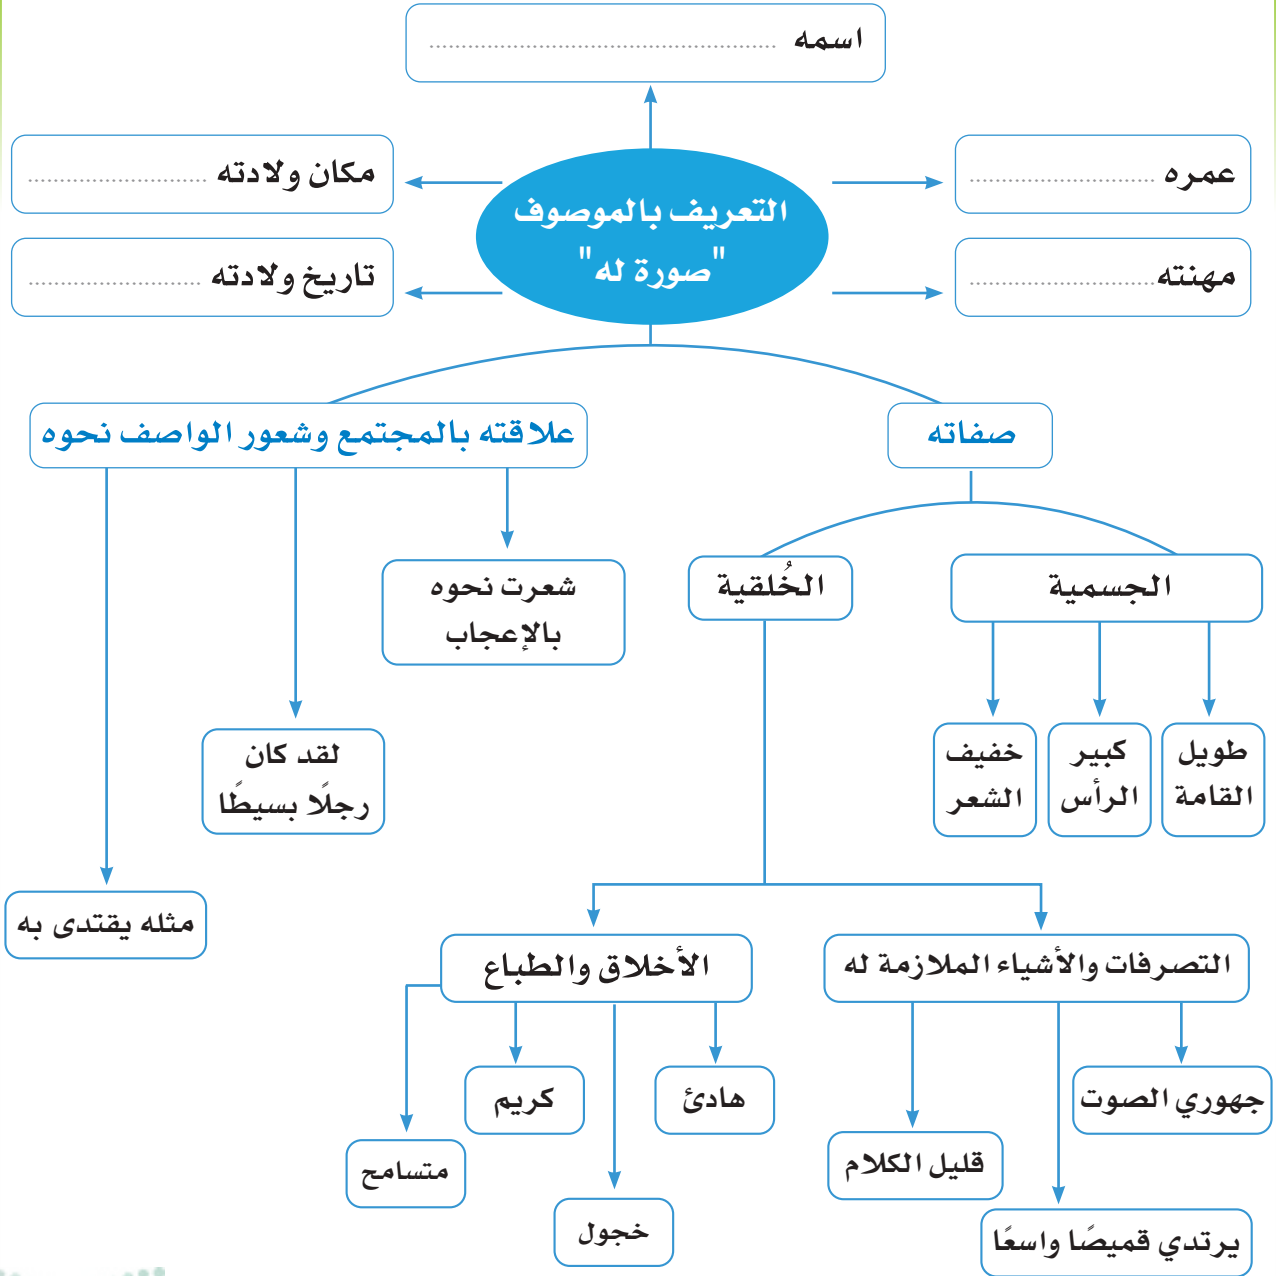 اسمه ......................................................
عمره ............................
مكان ولادته ............................
التعريف بالموصوف
"صورة له"
مهنته ............................
تاريخ ولادته ............................
صفاته
علاقته بالمجتمع وشعور الواصف نحوه
الجسمية
الخُلقية
شعرت نحوه
بالإعجاب
طويل
القامة
كبير
الرأس
خفيف
الشعر
لقد كان
رجلًا بسيطًا
مثله يقتدى به
التصرفات والأشياء الملازمة له
الأخلاق والطباع
جهوري الصوت
يرتدي قميصًا واسعًا
قليل الكلام
هادئ
خجول
كريم
متسامح